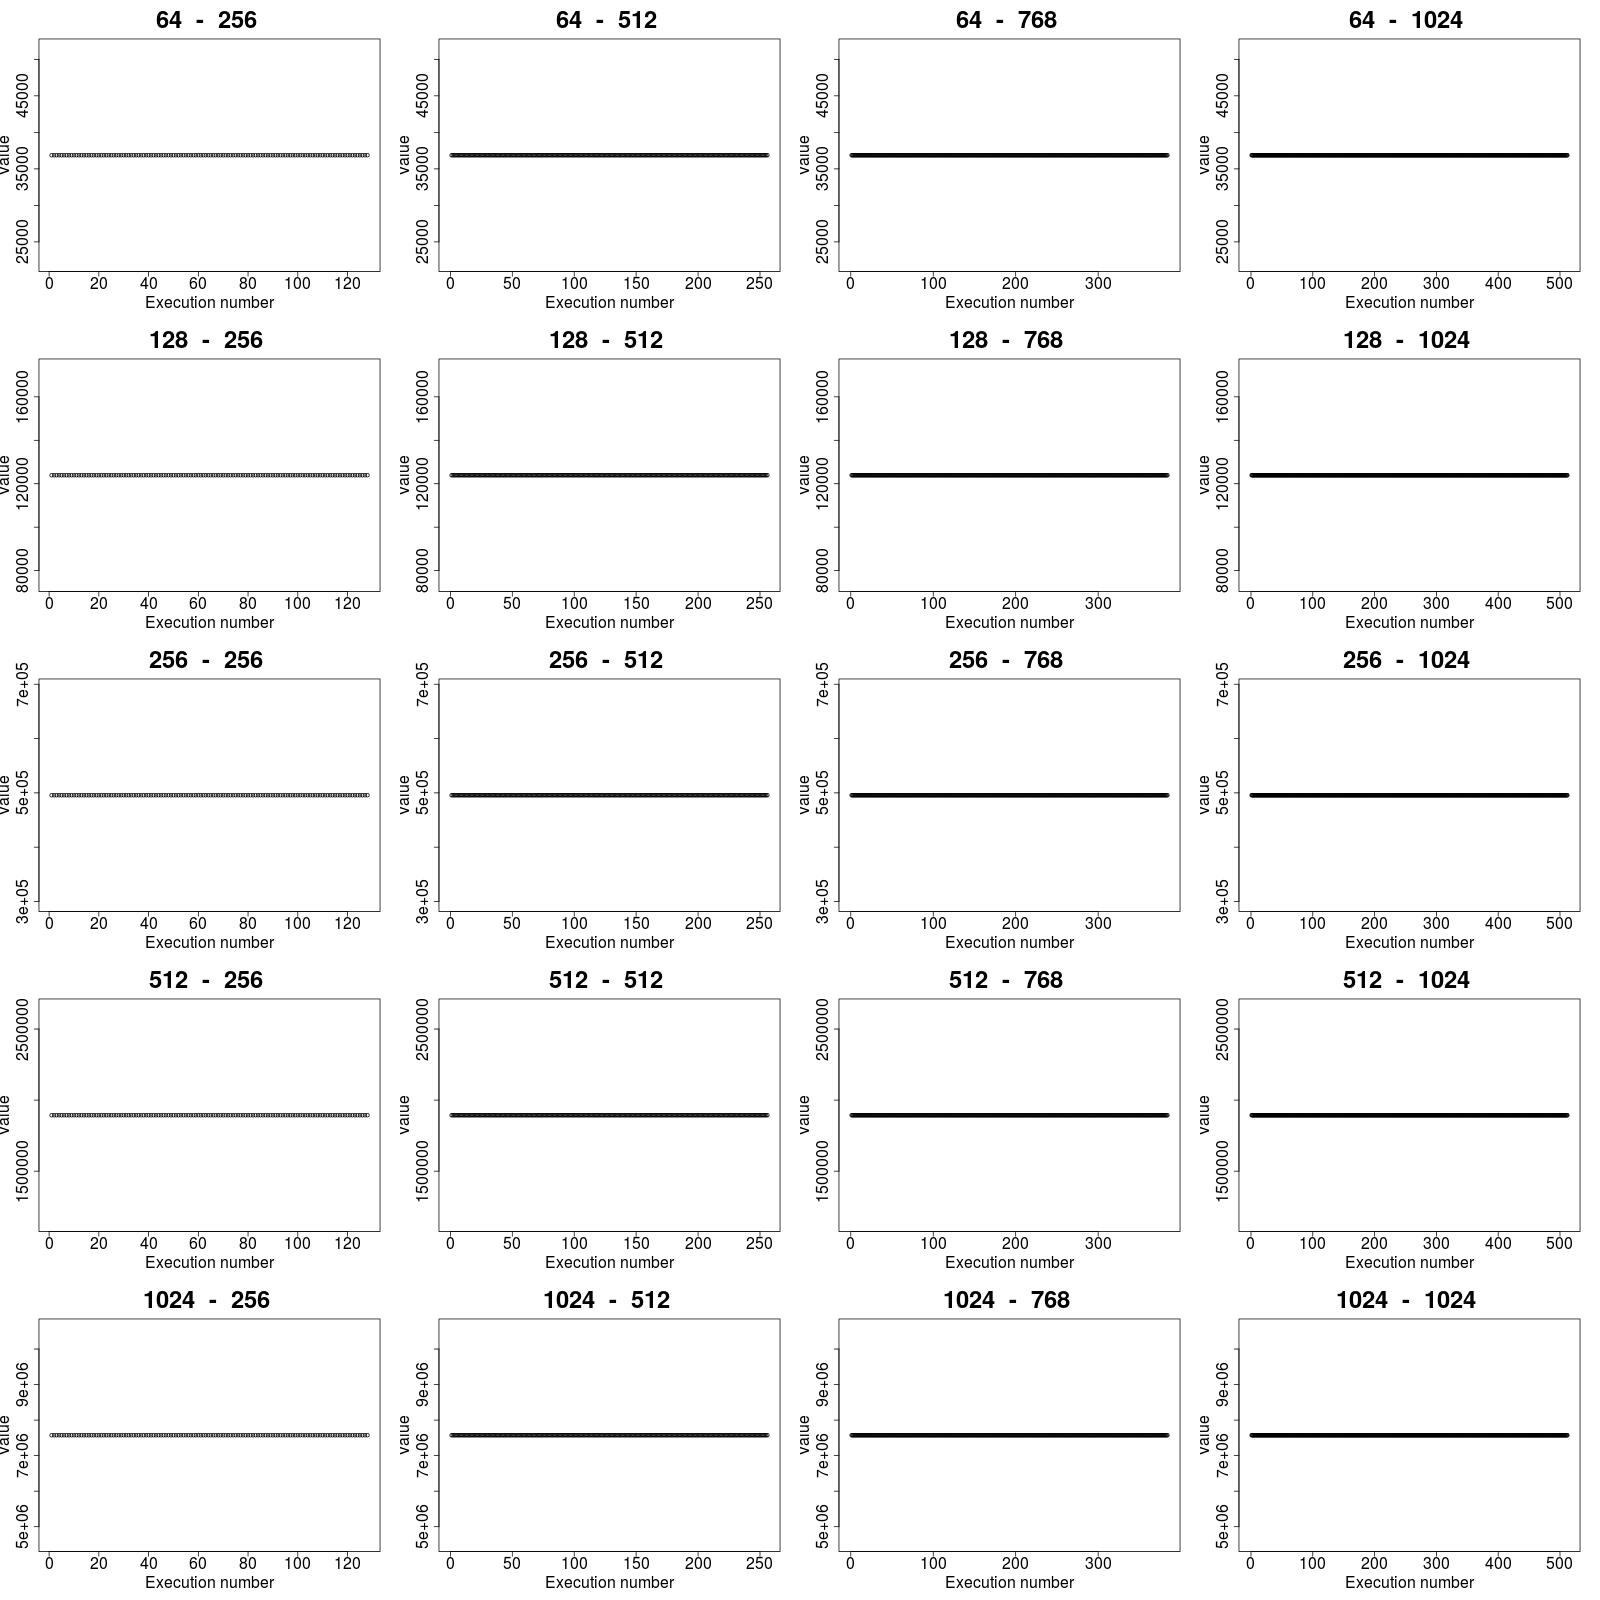 64 - 256
64 - 512
64 - 768
64 - 1024
value
25000 35000 45000
0 20 40 60 80 100 120
Execution number
value
25000 35000 45000
0 50 100 150 200 250
Execution number
value
25000 35000 45000
0 100 200 300
Execution number
value
25000 35000 45000
0 100 200 300 400 500
Execution number
128 - 256
128 - 512
128 - 768
128 - 1024
value
80000 120000 160000
0 20 40 60 80 100 120
Execution number
value
80000 120000 160000
0 50 100 150 200 250
Execution number
value
80000 120000 160000
0 100 200 300
Execution number
value
80000 120000 160000
0 100 200 300 400 500
Execution number
256 - 256
256 - 512
256 - 768
256 - 1024
value
3e+05 5e+05 7e+05
0 20 40 60 80 100 120
Execution number
value
3e+05 5e+05 7e+05
0 50 100 150 200 250
Execution number
value
3e+05 5e+05 7e+05
0 100 200 300
Execution number
value
3e+05 5e+05 7e+05
0 100 200 300 400 500
Execution number
512 - 256
512 - 512
512 - 768
512 - 1024
value
1500000 2500000
0 20 40 60 80 100 120
Execution number
value
1500000 2500000
0 50 100 150 200 250
Execution number
value
1500000 2500000
0 100 200 300
Execution number
value
1500000 2500000
0 100 200 300 400 500
Execution number
1024 - 256
1024 - 512
1024 - 768
1024 - 1024
value
5e+06 7e+06 9e+06
0 20 40 60 80 100 120
Execution number
value
5e+06 7e+06 9e+06
0 50 100 150 200 250
Execution number
value
5e+06 7e+06 9e+06
0 100 200 300
Execution number
value
5e+06 7e+06 9e+06
0 100 200 300 400 500
Execution number